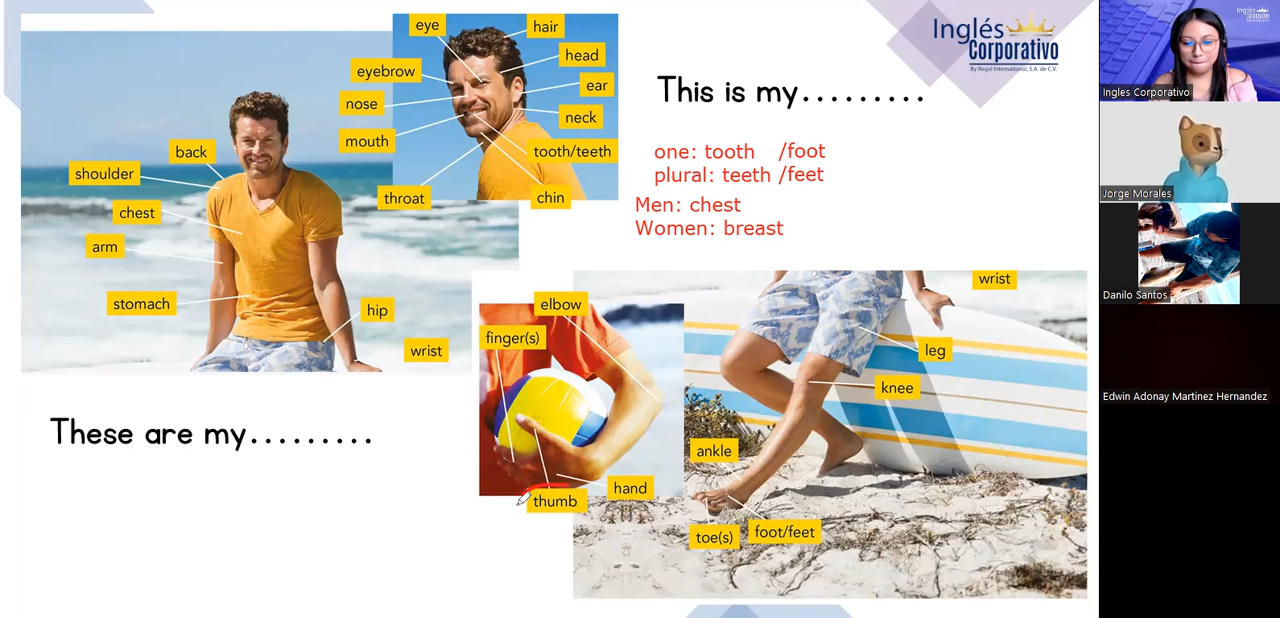 eye
hair
head
eyebrow
ear
nose
neck
mouth
tooth/teeth
throat
chin
back
shoulder
chest
arm
stomach
hip
wrist
Inglés
Corporativo
By Regal International, S.A. de C.V.
This is my.........
one: tooth /foot
plural: teeth /feet
Men: chest
Women: breast
These are my.........
elbow
finger(s)
hand
thumb
wrist
leg
knee
ankle
toe(s)
foot/feet
Ingles Corporativo
Jorge Morales
Danilo Santos
Edwin Adonay Martinez Hernandez